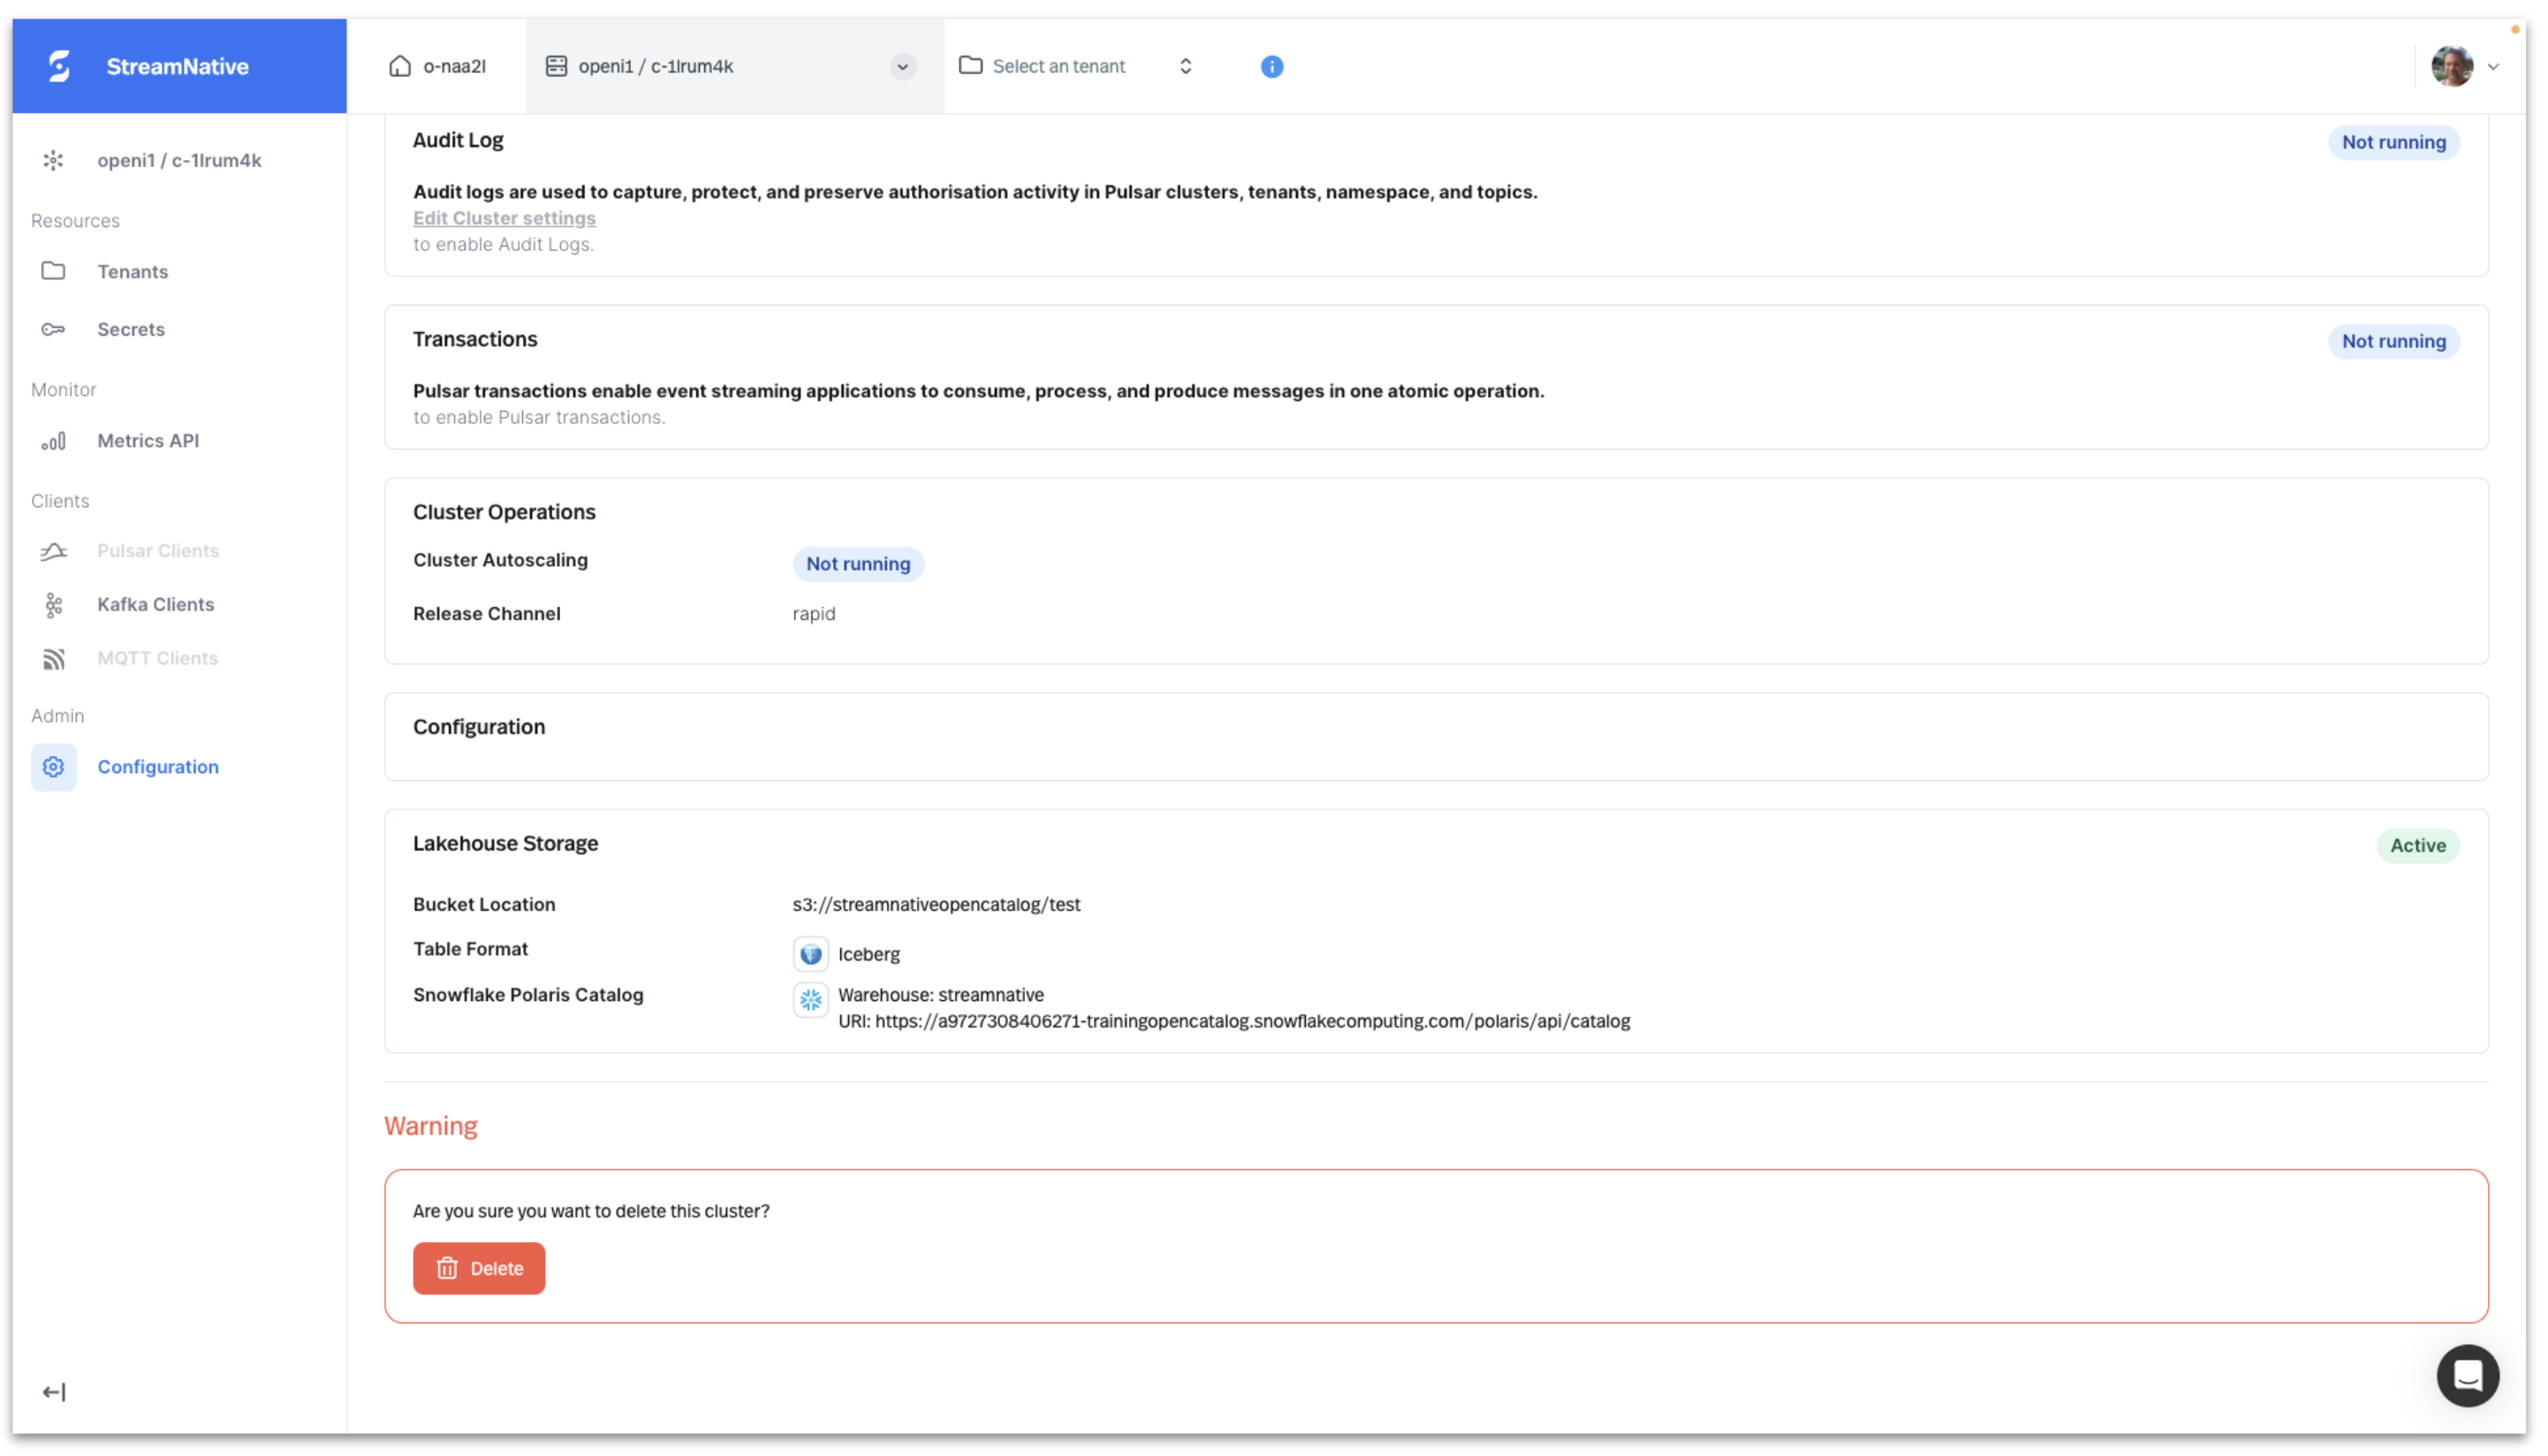 StreamNative
o-naa2l
openi1 / c-1lrum4k
Select an tenant
openi1 / c-1lrum4k
Resources
Tenants
Secrets
Monitor
Metrics API
Clients
Pulsar Clients
Kafka Clients
MQTT Clients
Admin
Configuration
Audit Log
Not running
Audit logs are used to capture, protect, and preserve authorisation activity in Pulsar clusters, tenants, namespace, and topics.
Edit Cluster settings
to enable Audit Logs.
Transactions
Not running
Pulsar transactions enable event streaming applications to consume, process, and produce messages in one atomic operation.
to enable Pulsar transactions.
Cluster Operations
Cluster Autoscaling
Not running
Release Channel
rapid
Configuration
Lakehouse Storage
Active
Bucket Location
s3://streamnativeopencatalog/test
Table Format
Iceberg
Snowflake Polaris Catalog
Warehouse: streamnative
URI: https://a9727308406271-trainingopencatalog.snowflakecomputing.com/polaris/api/catalog
Warning
Are you sure you want to delete this cluster?
Delete